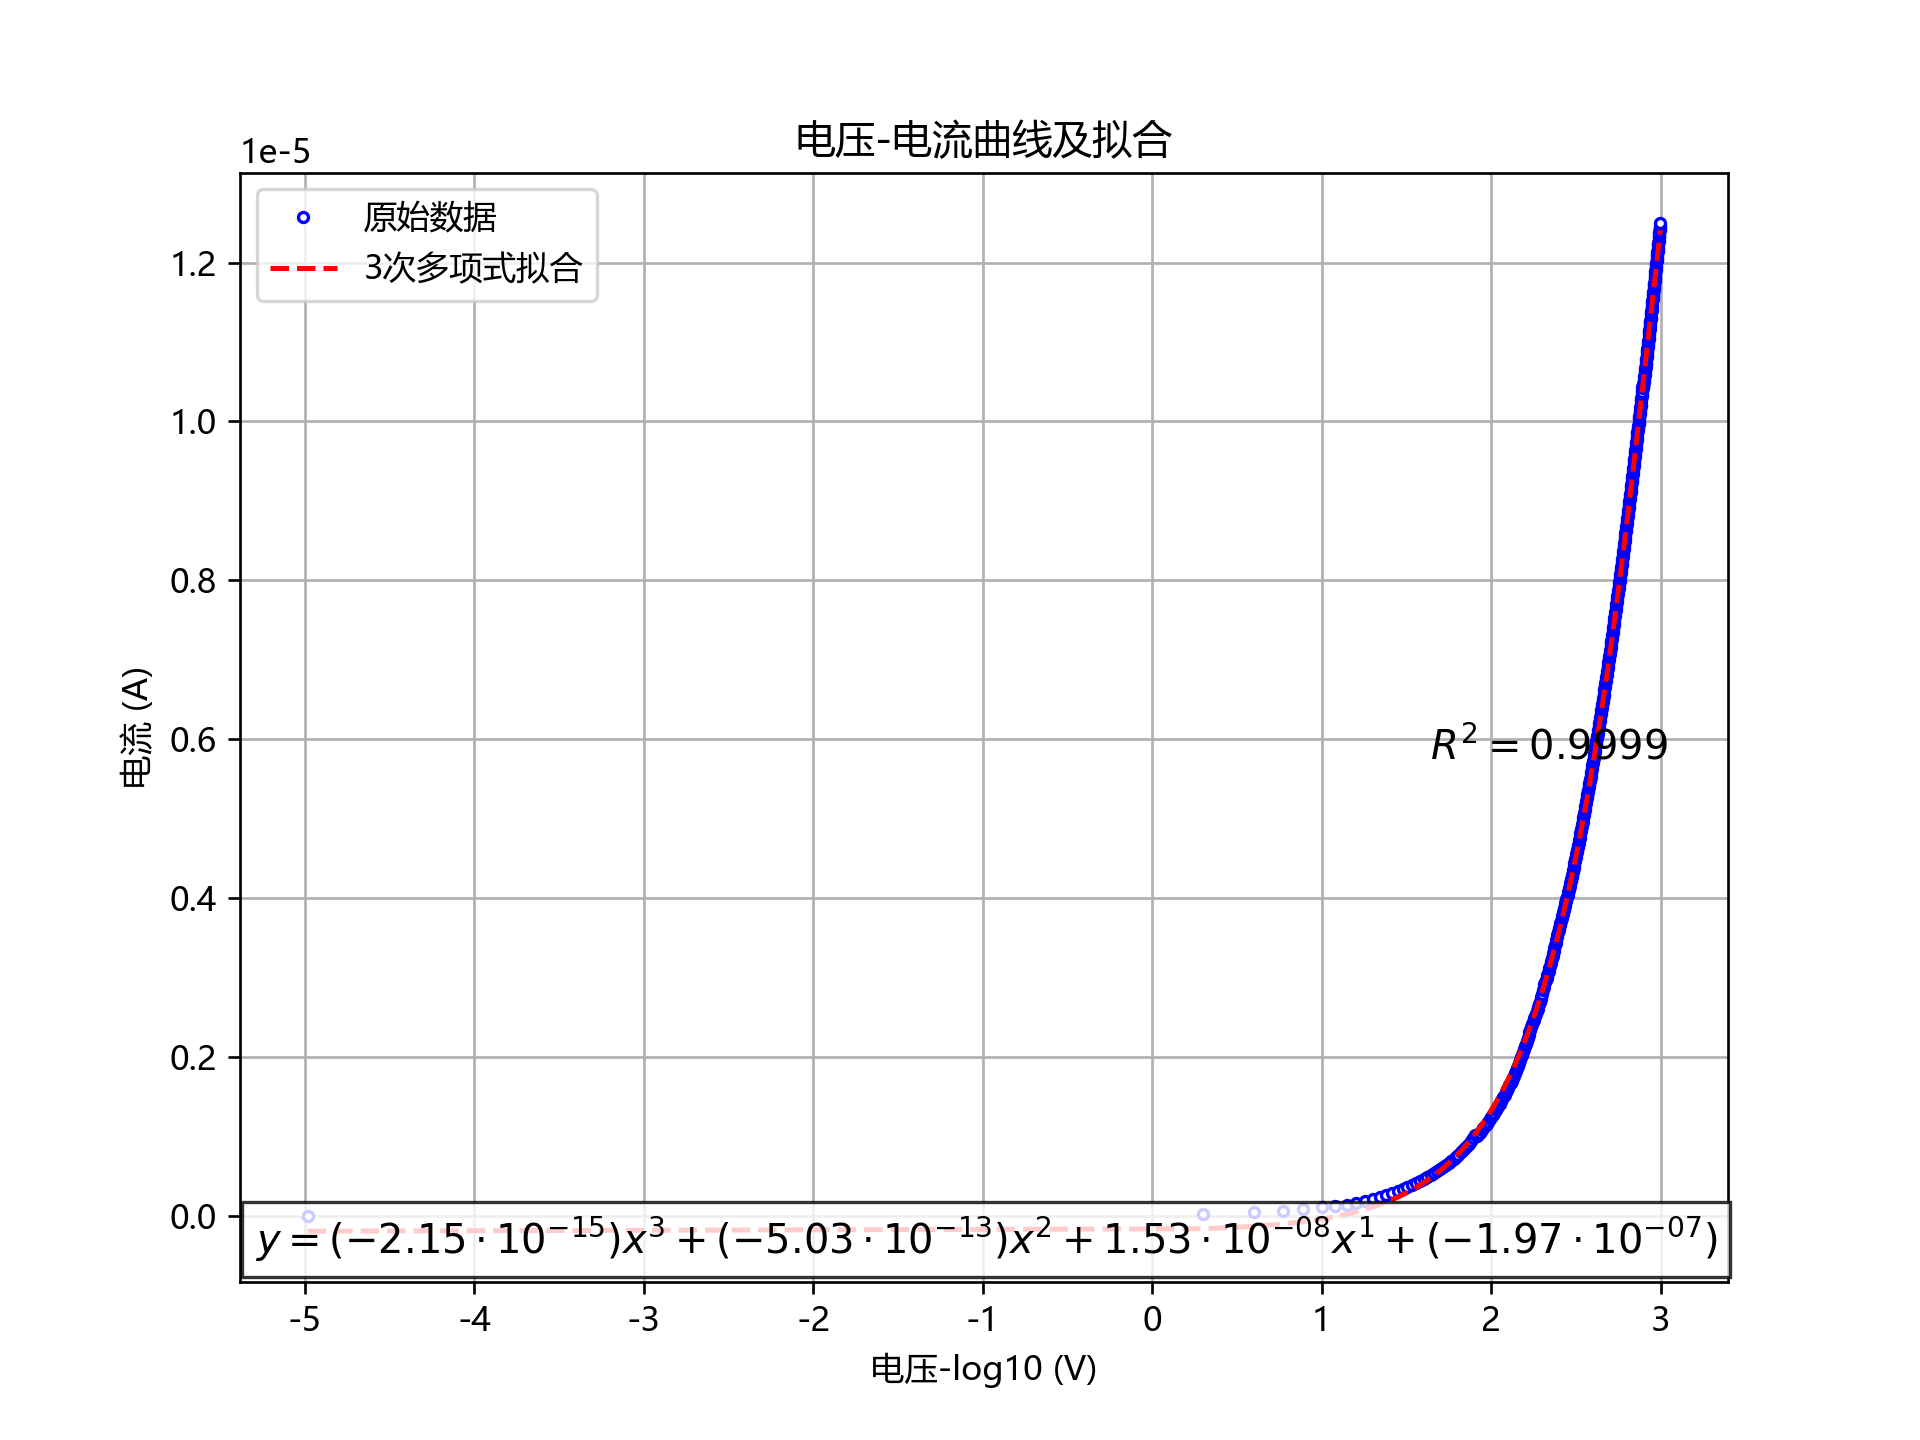 电压-电流曲线及拟合
1e-5
原始数据
3次多项式拟合
1.2
1.0
0.8
0.6
0.4
0.2
0.0
电流 (A)
R² = 0.9999
y = (−2.15 · 10⁻¹⁵)x³ + (−5.03 · 10⁻¹³)x² + 1.53 · 10⁻⁰⁸x¹ + (−1.97 · 10⁻⁰⁷)
-5 -4 -3 -2 -1 0 1 2 3
电压-log10 (V)